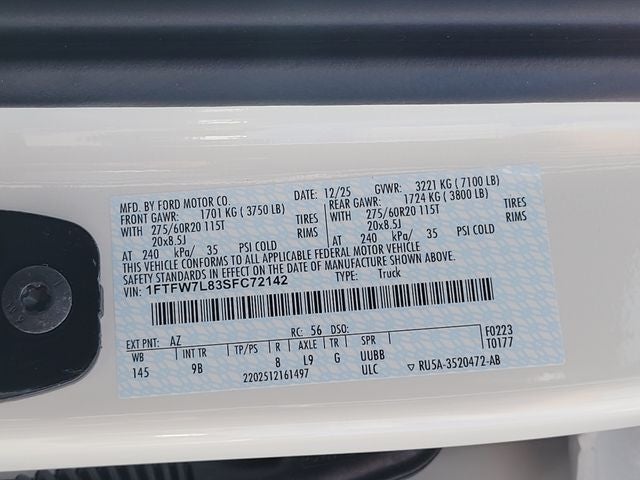 MFD. BY FORD MOTOR CO. DATE: 12/25 GVWR: 3221 KG ( 7100 LB)
FRONT GAWR: 1701 KG ( 3750 LB) REAR GAWR: 1724 KG ( 3800 LB)
WITH 275/60R20 115T TIRES WITH 275/60R20 115T TIRES
20x8.5J RIMS 20x8.5J RIMS
AT 240 kPa/ 35 PSI COLD AT 240 kPa/ 35 PSI COLD
THIS VEHICLE CONFORMS TO ALL APPLICABLE FEDERAL MOTOR VEHICLE
SAFETY STANDARDS IN EFFECT ON THE DATE OF MANUFACTURE SHOWN ABOVE.
VIN: 1FTFW7L83SFC72142 TYPE: Truck
EXT PNT: AZ RC: 56 DSO: F0223
WB INT TR TP/PS R AXLE TR SPR T0177
145 9B 8 L9 G UUBB
2202512161497 ULC ▽ RU5A-3520472-AB